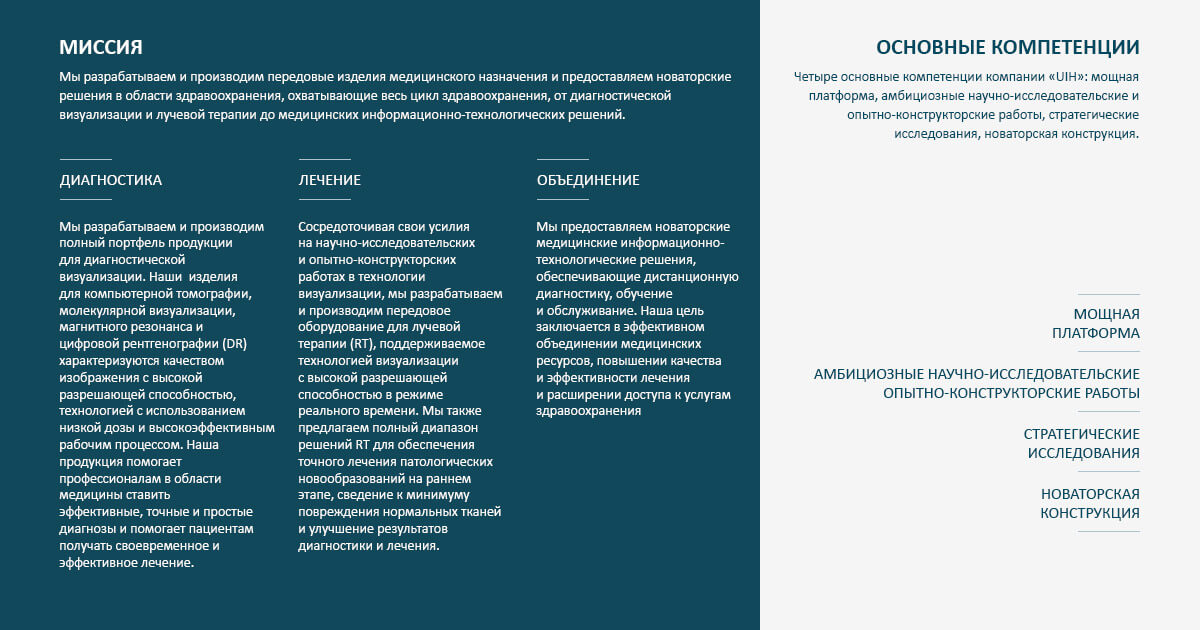 МИССИЯ
Мы разрабатываем и производим передовые изделия медицинского назначения и предоставляем новаторские
решения в области здравоохранения, охватывающие весь цикл здравоохранения, от диагностической
визуализации и лучевой терапии до медицинских информационно-технологических решений.
ДИАГНОСТИКА
Мы разрабатываем и производим
полный портфель продукции
для диагностической
визуализации. Наши изделия
для компьютерной томографии,
молекулярной визуализации,
магнитного резонанса и
цифровой рентгенографии (DR)
характеризуются качеством
изображения с высокой
разрешающей способностью,
технологией с использованием
низкой дозы и высокоэффективным
рабочим процессом. Наша
продукция помогает
профессионалам в области
медицины ставить
эффективные, точные и простые
диагнозы и помогает пациентам
получать своевременное и
эффективное лечение.
ЛЕЧЕНИЕ
Сосредоточивая свои усилия
на научно-исследовательских
и опытно-конструкторских
работах в технологии
визуализации, мы разрабатываем
и производим передовое
оборудование для лучевой
терапии (RT), поддерживаемое
технологией визуализации
с высокой разрешающей
способностью в режиме
реального времени. Мы также
предлагаем полный диапазон
решений RT для обеспечения
точного лечения патологических
новообразований на раннем
этапе, сведение к минимуму
повреждения нормальных тканей
и улучшение результатов
диагностики и лечения.
ОБЪЕДИНЕНИЕ
Мы предоставляем новаторские
медицинские информационно-
технологические решения,
обеспечивающие дистанционную
диагностику, обучение
и обслуживание. Наша цель
заключается в эффективном
объединении медицинских
ресурсов, повышении качества
и эффективности лечения
и расширении доступа к услугам
здравоохранения
ОСНОВНЫЕ КОМПЕТЕНЦИИ
Четыре основные компетенции компании «UIH»: мощная
платформа, амбициозные научно-исследовательские и
опытно-конструкторские работы, стратегические
исследования, новаторская конструкция.
МОЩНАЯ
ПЛАТФОРМА
АМБИЦИОЗНЫЕ НАУЧНО-ИССЛЕДОВАТЕЛЬСКИЕ
ОПЫТНО-КОНСТРУКТОРСКИЕ РАБОТЫ
СТРАТЕГИЧЕСКИЕ
ИССЛЕДОВАНИЯ
НОВАТОРСКАЯ
КОНСТРУКЦИЯ